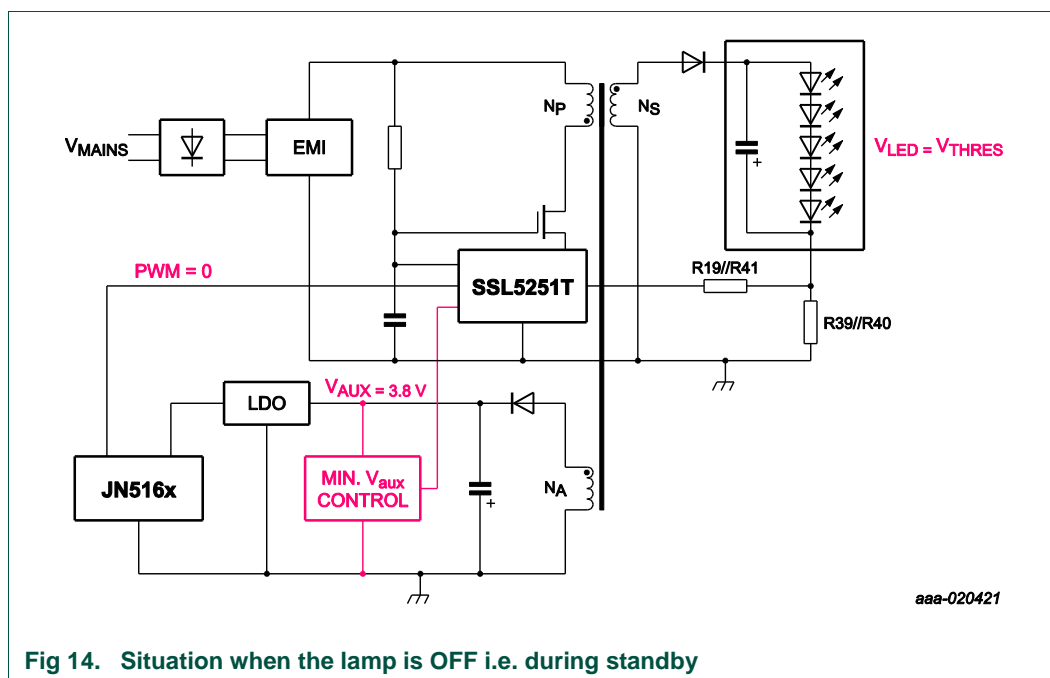 NP
NS
VMAINS
EMI
VLED = VTHRES
+
PWM = 0
SSL5251T
R19//R41
R39//R40
VAUX = 3.8 V
LDO
JN516x
MIN. Vaux
CONTROL
NA
+
aaa-020421
Fig 14. Situation when the lamp is OFF i.e. during standby